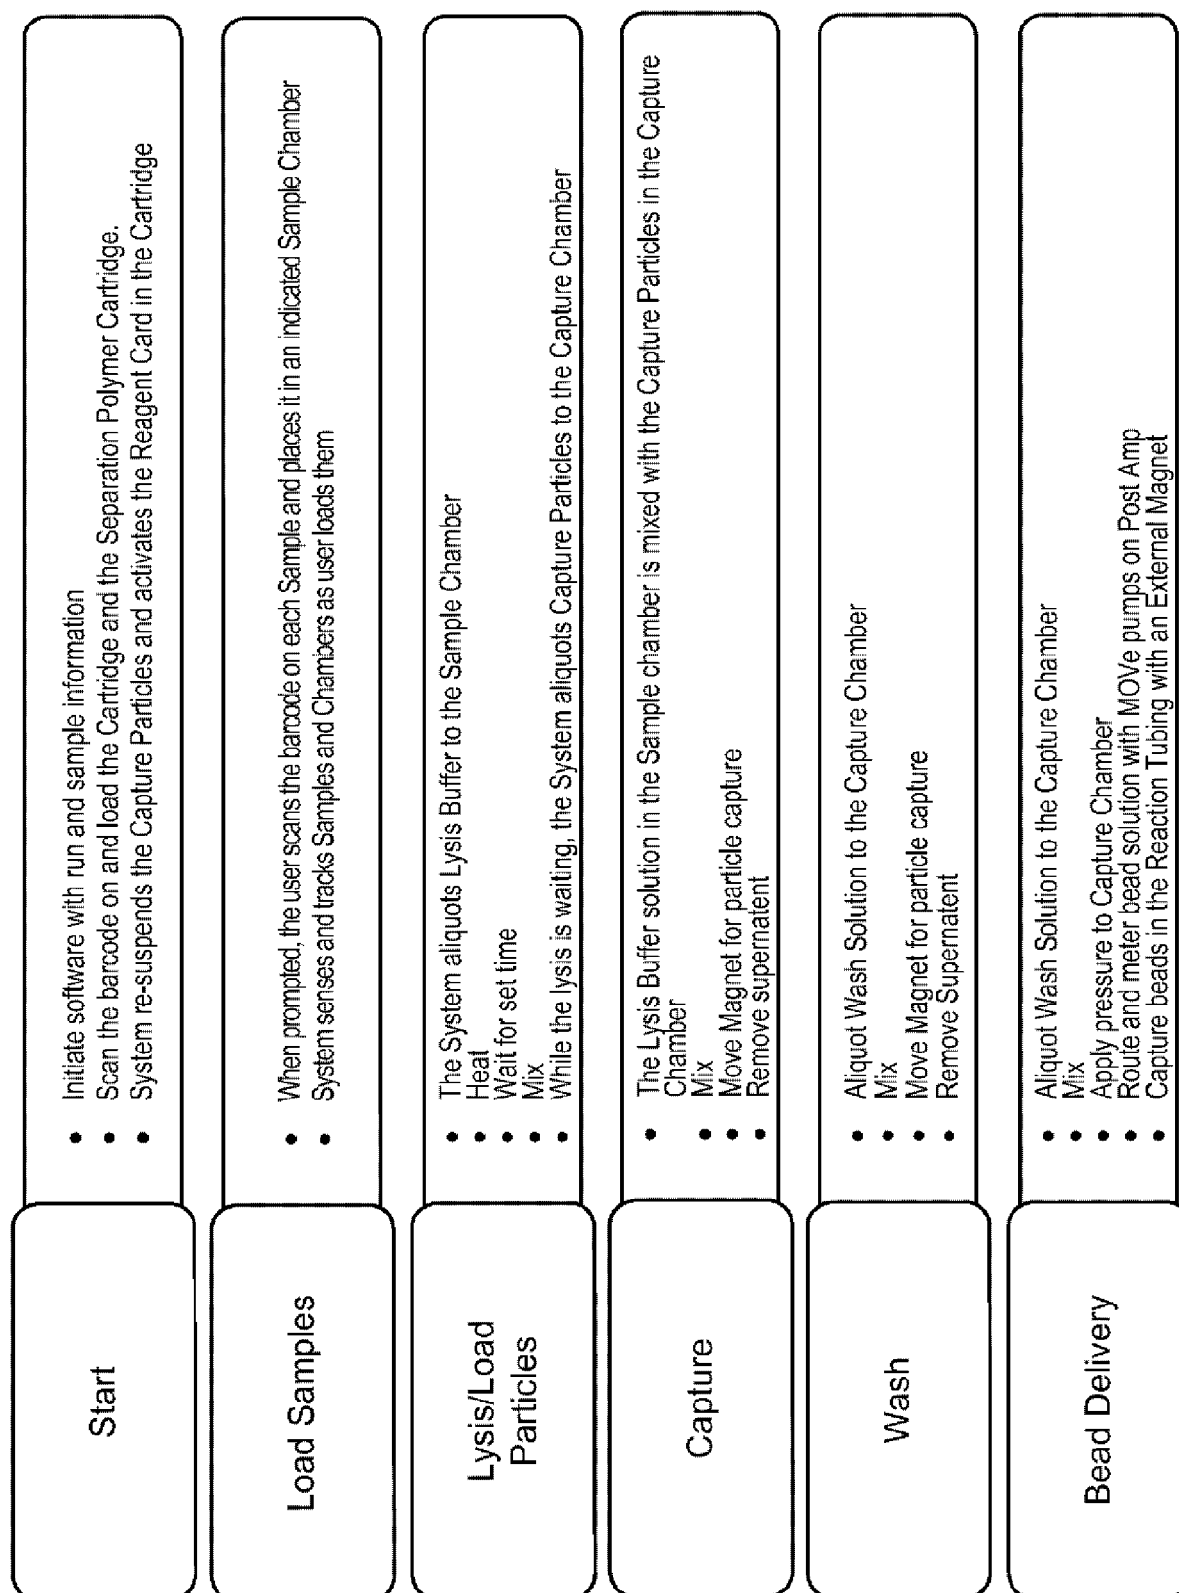 Start
• Initiate software with run and sample information
• Scan the barcode on and load the Cartridge and the Separation Polymer Cartridge.
• System re-suspends the Capture Particles and activates the Reagent Card in the Cartridge
Load Samples
• When prompted, the user scans the barcode on each Sample and places it in an indicated Sample Chamber
• System senses and tracks Samples and Chambers as user loads them
Lysis/Load
Particles
• The System aliquots Lysis Buffer to the Sample Chamber
• Heat
• Wait for set time
• Mix
• While the lysis is waiting, the System aliquots Capture Particles to the Capture Chamber
Capture
• The Lysis Buffer solution in the Sample chamber is mixed with the Capture Particles in the Capture
Chamber
• Mix
• Move Magnet for particle capture
• Remove supernatent
Wash
• Aliquot Wash Solution to the Capture Chamber
• Mix
• Move Magnet for particle capture
• Remove Supernatent
Bead Delivery
• Aliquot Wash Solution to the Capture Chamber
• Mix
• Apply pressure to Capture Chamber
• Route and meter bead solution with MOVe pumps on Post Amp
• Capture beads in the Reaction Tubing with an External Magnet